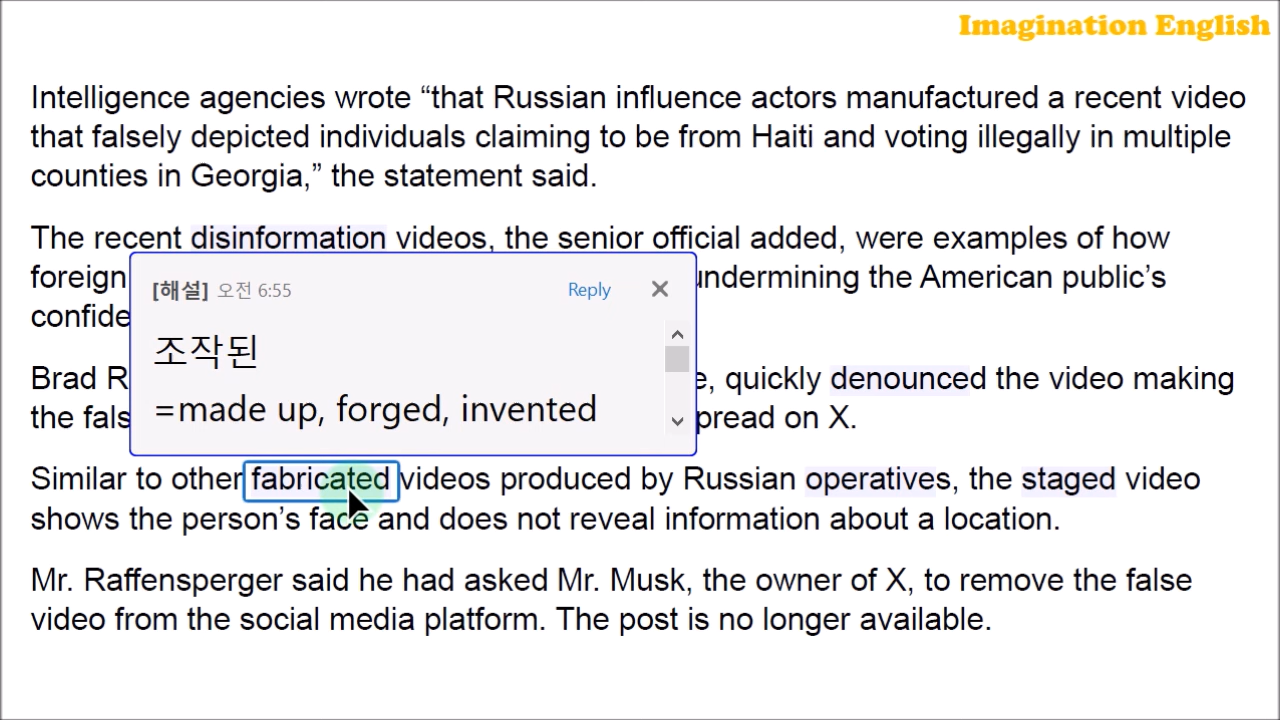 Imagination English
Intelligence agencies wrote “that Russian influence actors manufactured a recent video
that falsely depicted individuals claiming to be from Haiti and voting illegally in multiple
counties in Georgia,” the statement said.
The recent disinformation videos, the senior official added, were examples of how
foreign undermining the American public’s
[해설] 오전 6:55 Reply
조작된
=made up, forged, invented
Brad quickly denounced the video making
the on X.
Similar to other fabricated videos produced by Russian operatives, the staged video
shows the person’s face and does not reveal information about a location.
Mr. Raffensperger said he had asked Mr. Musk, the owner of X, to remove the false
video from the social media platform. The post is no longer available.